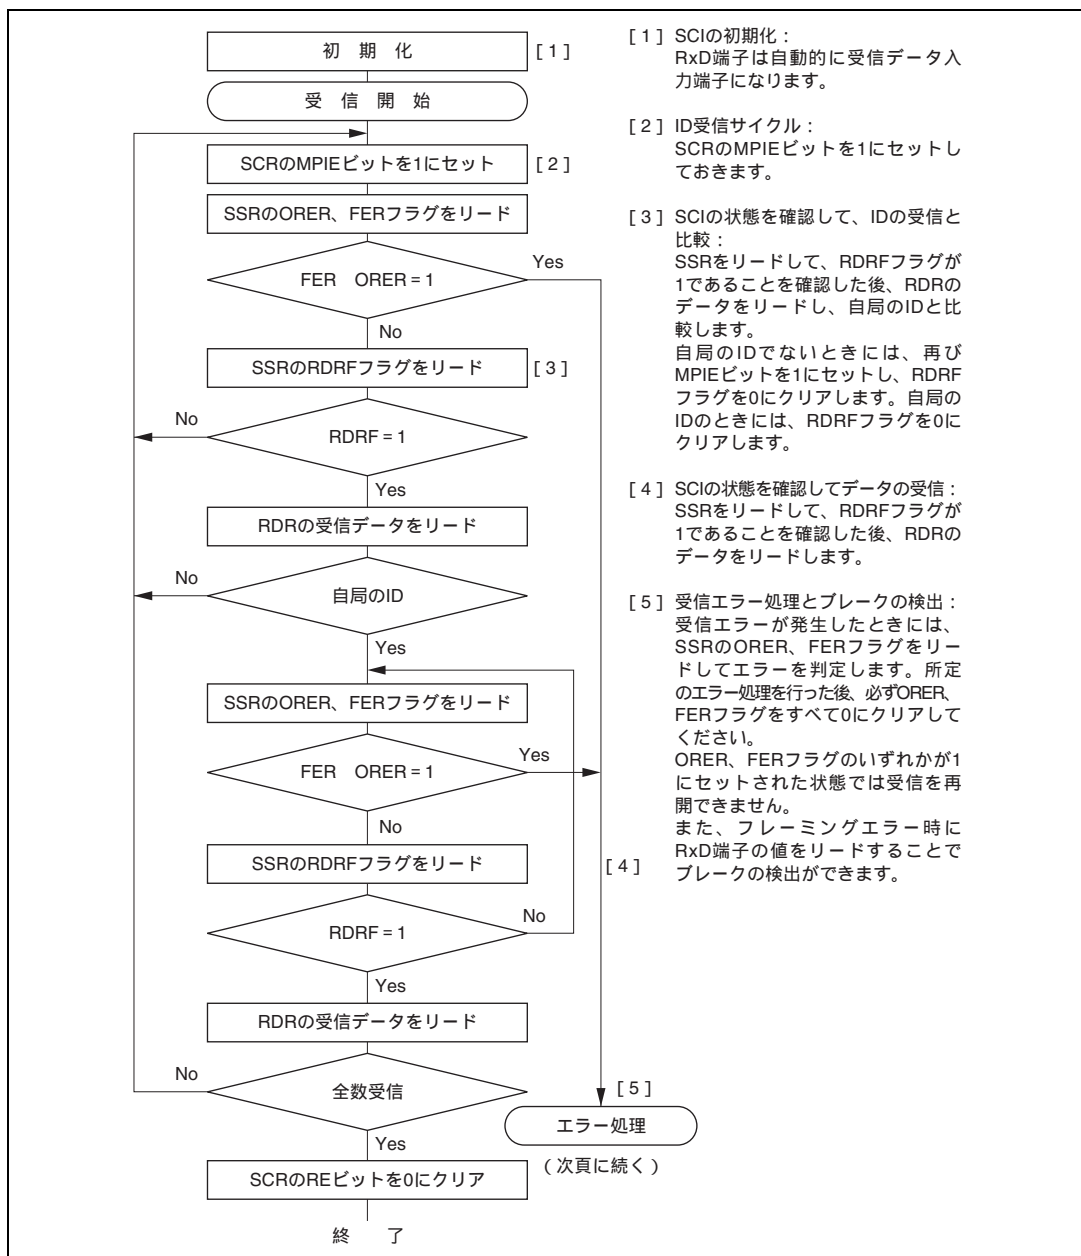 初 期 化 [ 1 ]
受 信 開 始
SCRのMPIEビットを1にセット [ 2 ]
SSRのORER、FERフラグをリード
FER ORER = 1
Yes
No
SSRのRDRFフラグをリード [ 3 ]
No
RDRF = 1
Yes
RDRの受信データをリード
No
自局のID
Yes
SSRのORER、FERフラグをリード
Yes
FER ORER = 1
No
SSRのRDRFフラグをリード [ 4 ]
No
RDRF = 1
Yes
RDRの受信データをリード
No
全数受信
[ 5 ]
エラー処理
Yes
(次頁に続く)
SCRのREビットを0にクリア
終 了
[ 1 ] SCIの初期化:
RxD端子は自動的に受信データ入
力端子になります。
[ 2 ] ID受信サイクル:
SCRのMPIEビットを1にセットし
ておきます。
[ 3 ] SCIの状態を確認して、IDの受信と
比較:
SSRをリードして、RDRFフラグが
1であることを確認した後、RDRの
データをリードし、自局のIDと比
較します。
自局のIDでないときには、再び
MPIEビットを1にセットし、RDRF
フラグを0にクリアします。自局の
IDのときには、RDRFフラグを0に
クリアします。
[ 4 ] SCIの状態を確認してデータの受信:
SSRをリードして、RDRFフラグが
1であることを確認した後、RDRの
データをリードします。
[ 5 ] 受信エラー処理とブレークの検出:
受信エラーが発生したときには、
SSRのORER、FERフラグをリー
ドしてエラーを判定します。所定
のエラー処理を行った後、必ずORER、
FERフラグをすべて0にクリアして
ください。
ORER、FERフラグのいずれかが1
にセットされた状態では受信を再
開できません。
また、フレーミングエラー時に
RxD端子の値をリードすることで
ブレークの検出ができます。